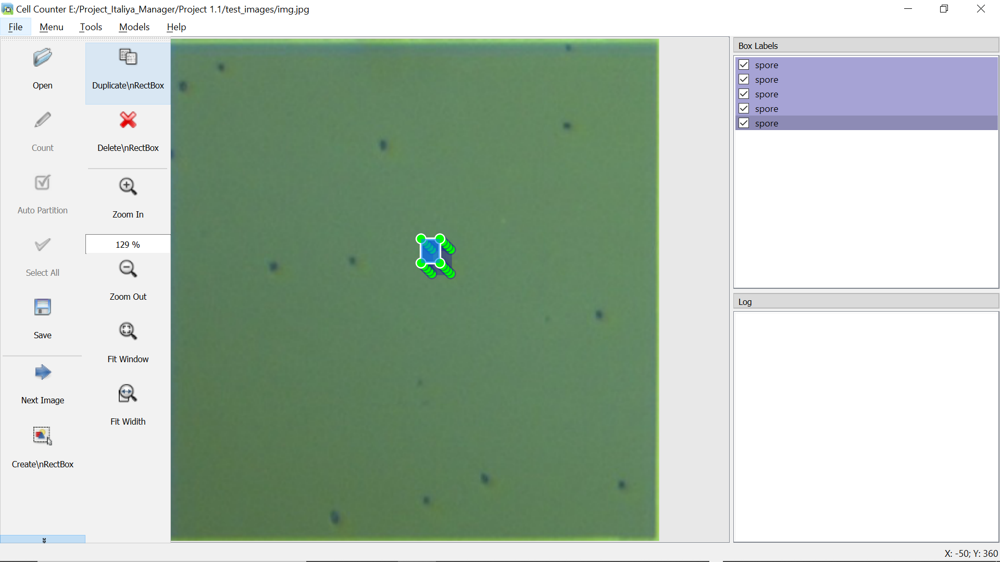 Cell Counter E:/Project_Italiya_Manager/Project 1.1/test_images/img.jpg
File Menu Tools Models Help
Open
Count
Auto Partition
Select All
Save
Next Image
Create\nRectBox
Duplicate\nRectBox
Delete\nRectBox
Zoom In
129 %
Zoom Out
Fit Window
Fit Widith
Box Labels
spore
spore
spore
spore
spore
Log
X: -50; Y: 360